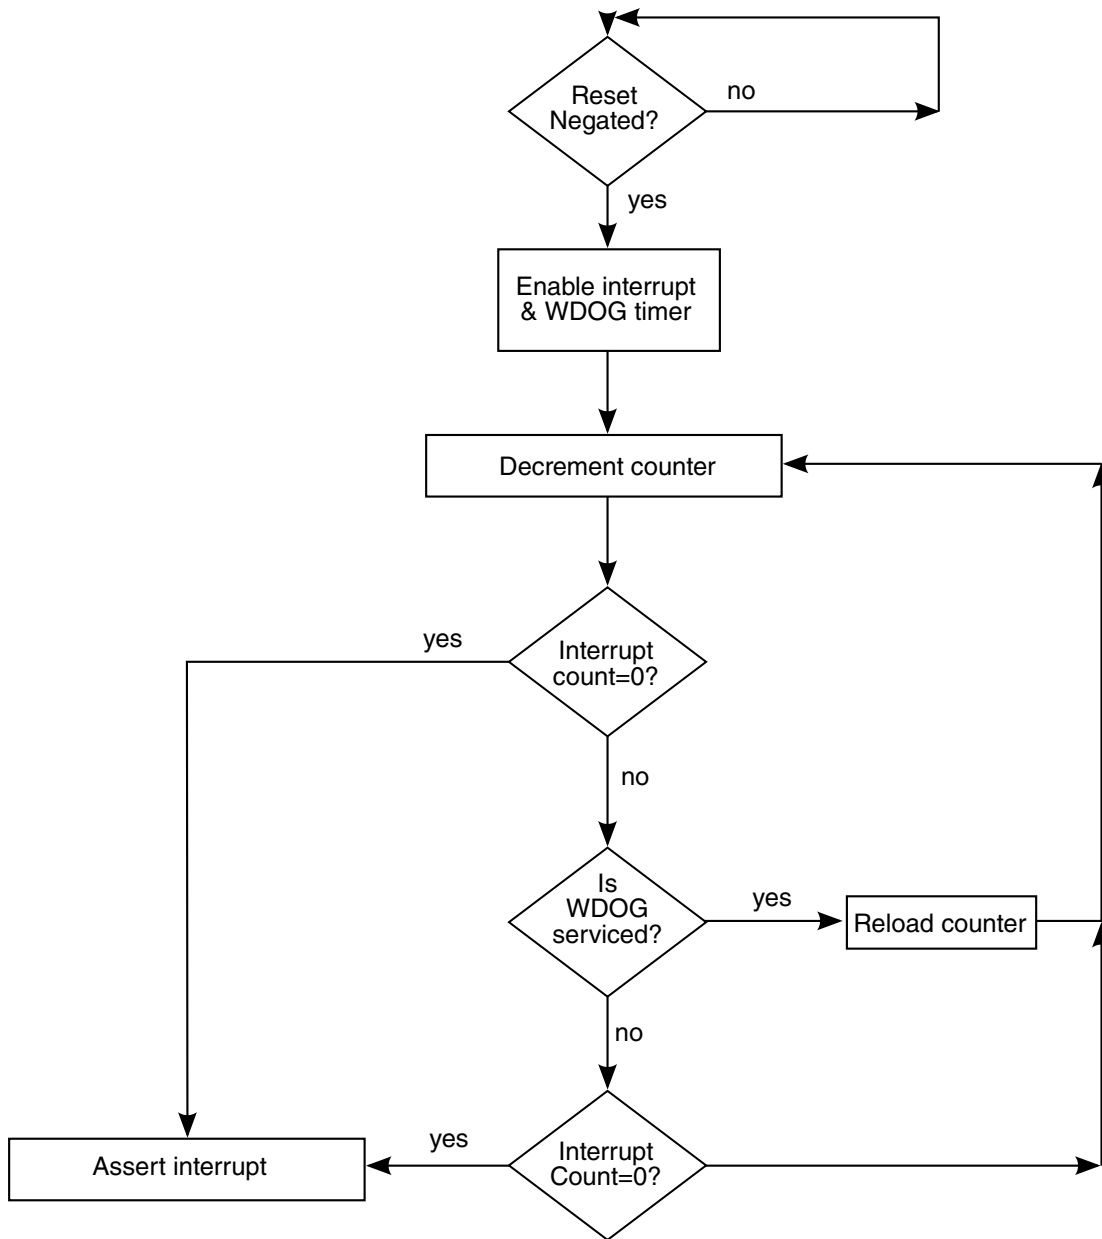 Reset
Negated?
no
yes
Enable interrupt
& WDOG timer
Decrement counter
yes
Interrupt
count=0?
no
Is
WDOG
serviced?
yes
Reload counter
no
yes
Interrupt
Count=0?
Assert interrupt